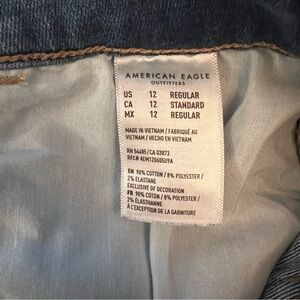 AMERICAN EAGLE
OUTFITTERS
US 12 REGULAR
CA 12 STANDARD
MX 12 REGULAR
MADE IN VIETNAM / FABRIQUÉ AU
VIETNAM / HECHO EN VIETNAM
RN 54485/CA 03873
RFC# AEM120605U9A
EN 90% COTTON / 8% POLYESTER /
2% ELASTANE
EXCLUSIVE OF DECORATION
FR 90% COTON / 8% POLYESTER /
2% ÉLASTHANNE
À L'EXCEPTION DE LA GARNITURE